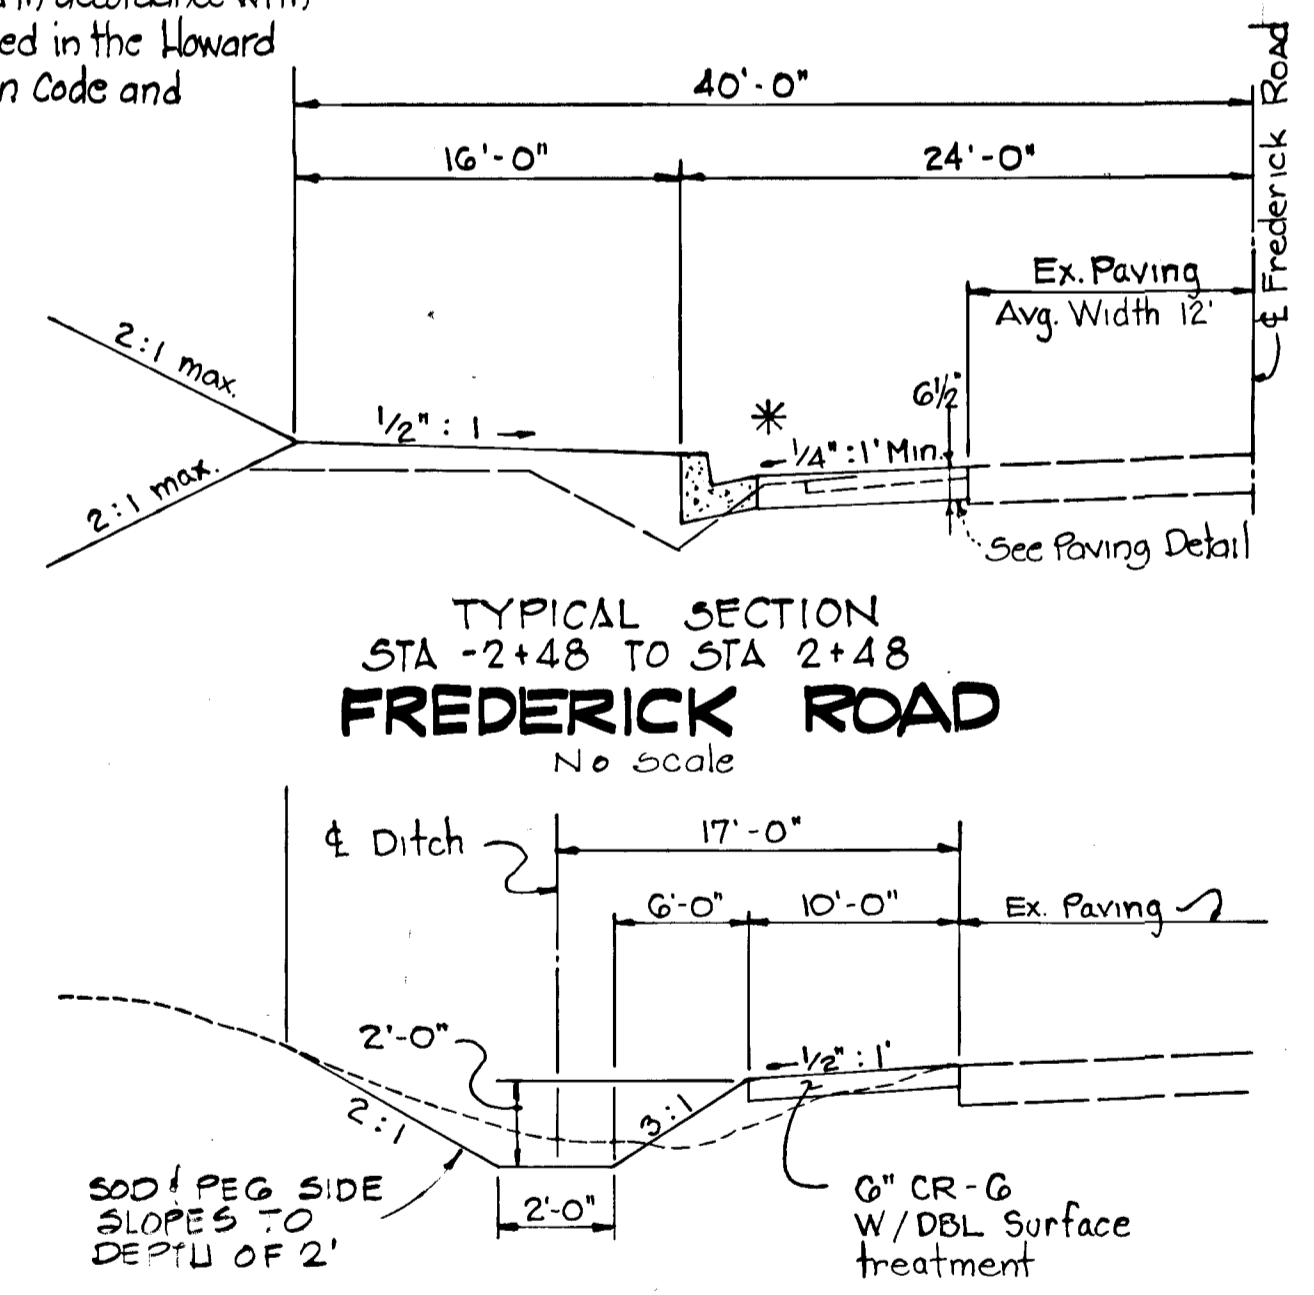 in accordance with
ed in the Howard
n Code and
40'-0"
16'-0"
24'-0"
℄ Frederick Road
Ex. Paving
Avg. Width 12'
2:1 max.
6½"
1/2" : 1
*
1/4" : 1' Min.
2:1 max.
See Paving Detail
TYPICAL SECTION
STA -2+48 TO STA 2+48
FREDERICK ROAD
No Scale
℄ Ditch
17'-0"
6'-0"
10'-0"
Ex. Paving
2'-0"
1/2" : 1'
2:1
3:1
SOD & PEG SIDE
SLOPES TO
DEPTH OF 2'
2'-0"
6" CR-6
W/DBL Surface
treatment